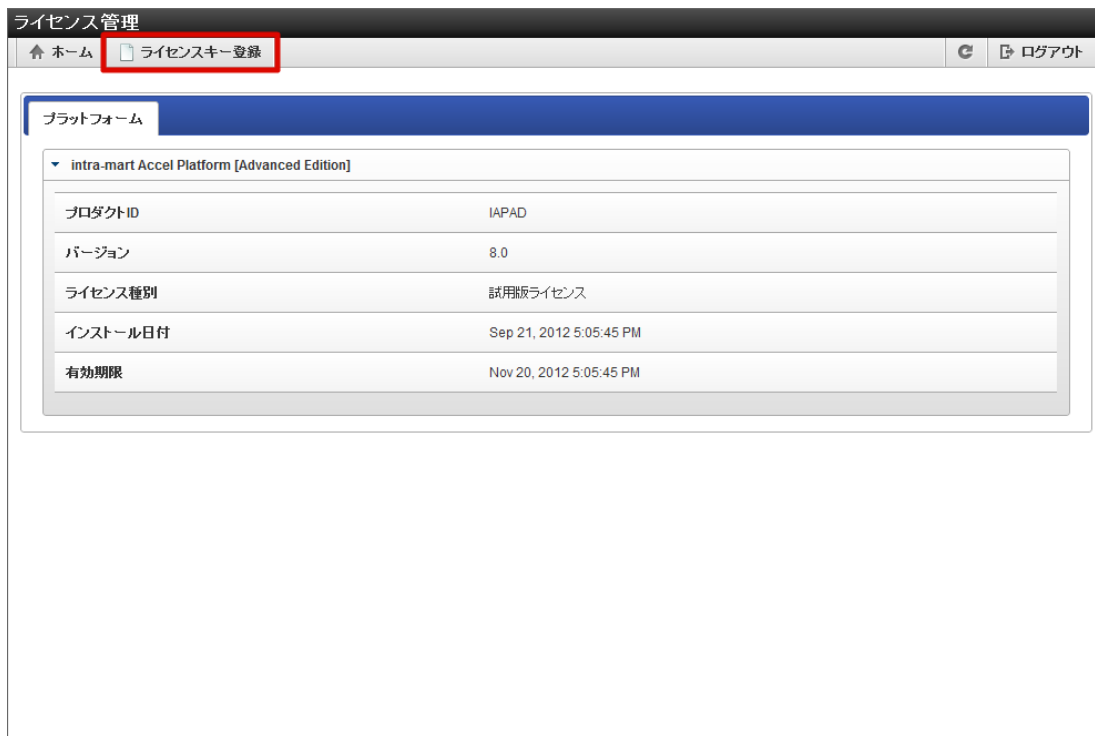 ライセンス管理
ホーム ライセンスキー登録 ログアウト
プラットフォーム
intra-mart Accel Platform [Advanced Edition]
プロダクトID IAPAD
バージョン 8.0
ライセンス種別 試用版ライセンス
インストール日付 Sep 21, 2012 5:05:45 PM
有効期限 Nov 20, 2012 5:05:45 PM